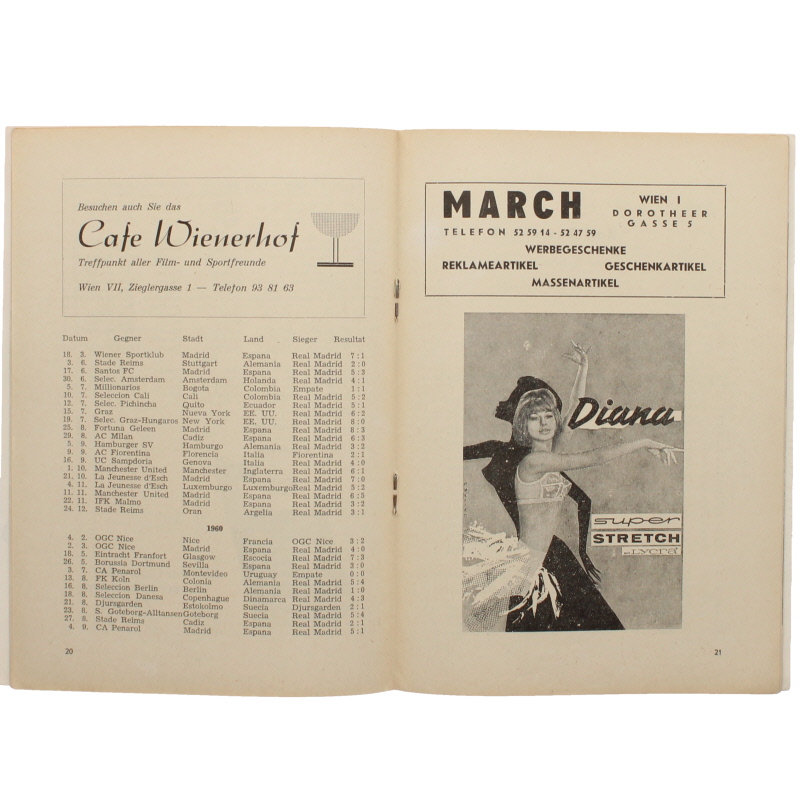 Besuchen auch Sie das
Cafe Wienerhof
Treffpunkt aller Film- und Sportfreunde
Wien VII, Zieglergasse 1 — Telefon 93 81 63
Datum Gegner Stadt Land Sieger Resultat
18. 3. Wiener Sportklub Madrid Espana Real Madrid 7:1
3. 6. Stade Reims Stuttgart Alemania Real Madrid 2:0
17. 6. Santos FC Madrid Espana Real Madrid 5:3
30. 6. Selec. Amsterdam Amsterdam Holanda Real Madrid 4:1
5. 7. Millionarios Bogota Colombia Empate 1:1
10. 7. Seleccion Cali Cali Colombia Real Madrid 5:2
12. 7. Selec. Pichincha Quito Ecuador Real Madrid 5:1
15. 7. Graz Nueva York EE. UU. Real Madrid 6:2
19. 7. Selec. Graz-Hungaros New York EE. UU. Real Madrid 8:0
25. 8. Fortuna Geleen Madrid Espana Real Madrid 8:3
29. 8. AC Milan Cadiz Espana Real Madrid 6:3
5. 9. Hamburger SV Hamburgo Alemania Real Madrid 3:2
9. 9. AC Fiorentina Florencia Italia Fiorentina 2:1
16. 9. UC Sampdoria Genova Italia Real Madrid 4:0
1. 10. Manchester United Manchester Inglaterra Real Madrid 6:1
21. 10. La Jeunesse d'Esch Madrid Espana Real Madrid 7:0
4. 11. La Jeunesse d'Esch Luxemburgo Luxemburgo Real Madrid 5:2
11. 11. Manchester United Madrid Espana Real Madrid 6:5
22. 11. IFK Malmo Madrid Espana Real Madrid 3:2
24. 12. Stade Reims Oran Argelia Real Madrid 3:1
1960
4. 2. OGC Nice Nice Francia OGC Nice 3:2
2. 3. OGC Nice Madrid Espana Real Madrid 4:0
18. 5. Eintracht Franfort Glasgow Escocia Real Madrid 7:3
26. 5. Borussia Dortmund Sevilla Espana Real Madrid 3:0
3. 7. CA Penarol Montevideo Uruguay Empate 0:0
13. 8. FK Koln Colonia Alemania Real Madrid 5:4
16. 8. Seleccion Berlin Berlin Alemania Real Madrid 1:0
18. 8. Seleccion Danesa Copenhague Dinamarca Real Madrid 4:3
21. 8. Djursgarden Estokolmo Suecia Djursgarden 2:1
23. 8. S. Goteborg-Alltansen Goteborg Suecia Real Madrid 5:4
27. 8. Stade Reims Cadiz Espana Real Madrid 2:1
4. 9. CA Penarol Madrid Espana Real Madrid 5:1
20
MARCH
WIEN I
DOROTHEER
GASSE 5
TELEFON 52 59 14 - 52 47 59
WERBEGESCHENKE
REKLAMEARTIKEL GESCHENKARTIKEL
MASSENARTIKEL
Diana
super
STRETCH
LYCRA
21